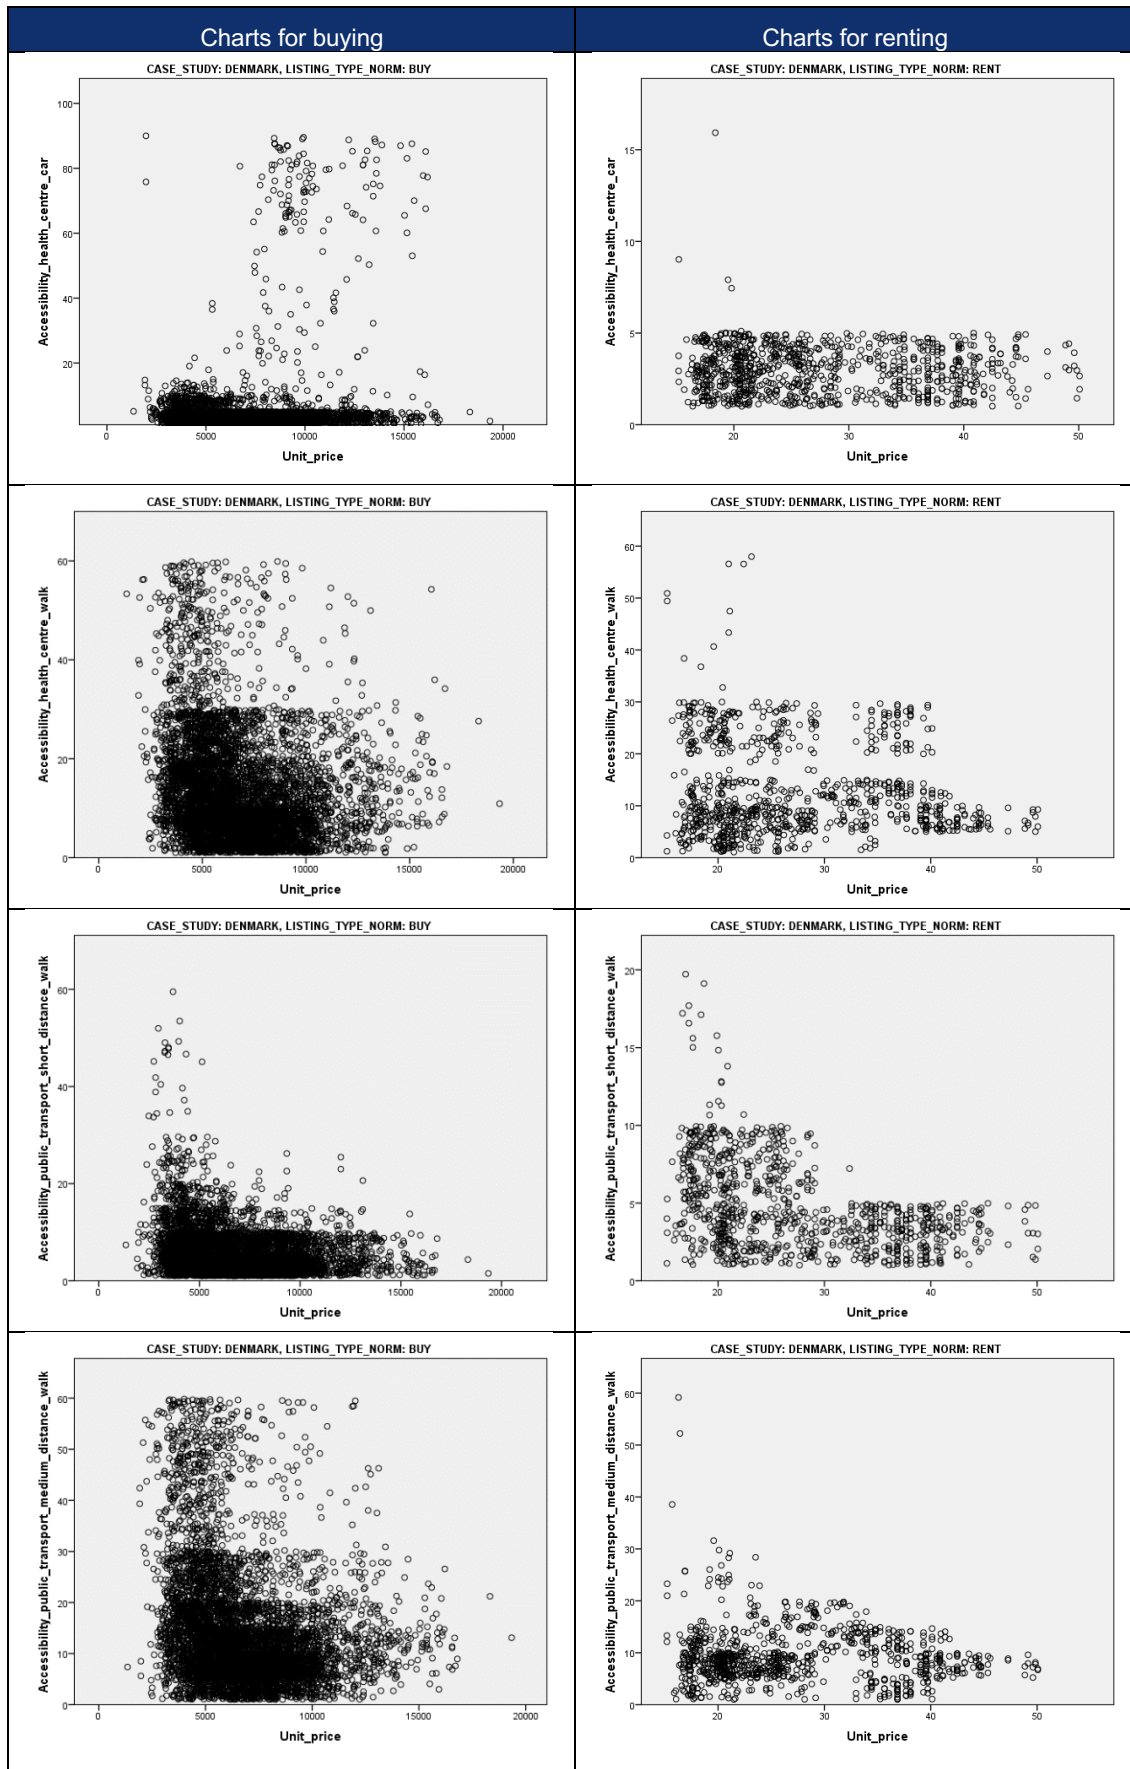 Charts for buying
Charts for renting
CASE_STUDY: DENMARK, LISTING_TYPE_NORM: BUY
Accessibility_health_centre_car
100
80
60
40
20
0 5000 10000 15000 20000
Unit_price
CASE_STUDY: DENMARK, LISTING_TYPE_NORM: RENT
Accessibility_health_centre_car
15
10
5
0
20 30 40 50
Unit_price
CASE_STUDY: DENMARK, LISTING_TYPE_NORM: BUY
Accessibility_health_centre_walk
60
40
20
0
0 5000 10000 15000 20000
Unit_price
CASE_STUDY: DENMARK, LISTING_TYPE_NORM: RENT
Accessibility_health_centre_walk
60
50
40
30
20
10
0
20 30 40 50
Unit_price
CASE_STUDY: DENMARK, LISTING_TYPE_NORM: BUY
Accessibility_public_transport_short_distance_walk
60
40
20
0
0 5000 10000 15000 20000
Unit_price
CASE_STUDY: DENMARK, LISTING_TYPE_NORM: RENT
Accessibility_public_transport_short_distance_walk
20
15
10
5
0
20 30 40 50
Unit_price
CASE_STUDY: DENMARK, LISTING_TYPE_NORM: BUY
Accessibility_public_transport_medium_distance_walk
60
50
40
30
20
10
0
0 5000 10000 15000 20000
Unit_price
CASE_STUDY: DENMARK, LISTING_TYPE_NORM: RENT
Accessibility_public_transport_medium_distance_walk
60
50
40
30
20
10
0
20 30 40 50
Unit_price